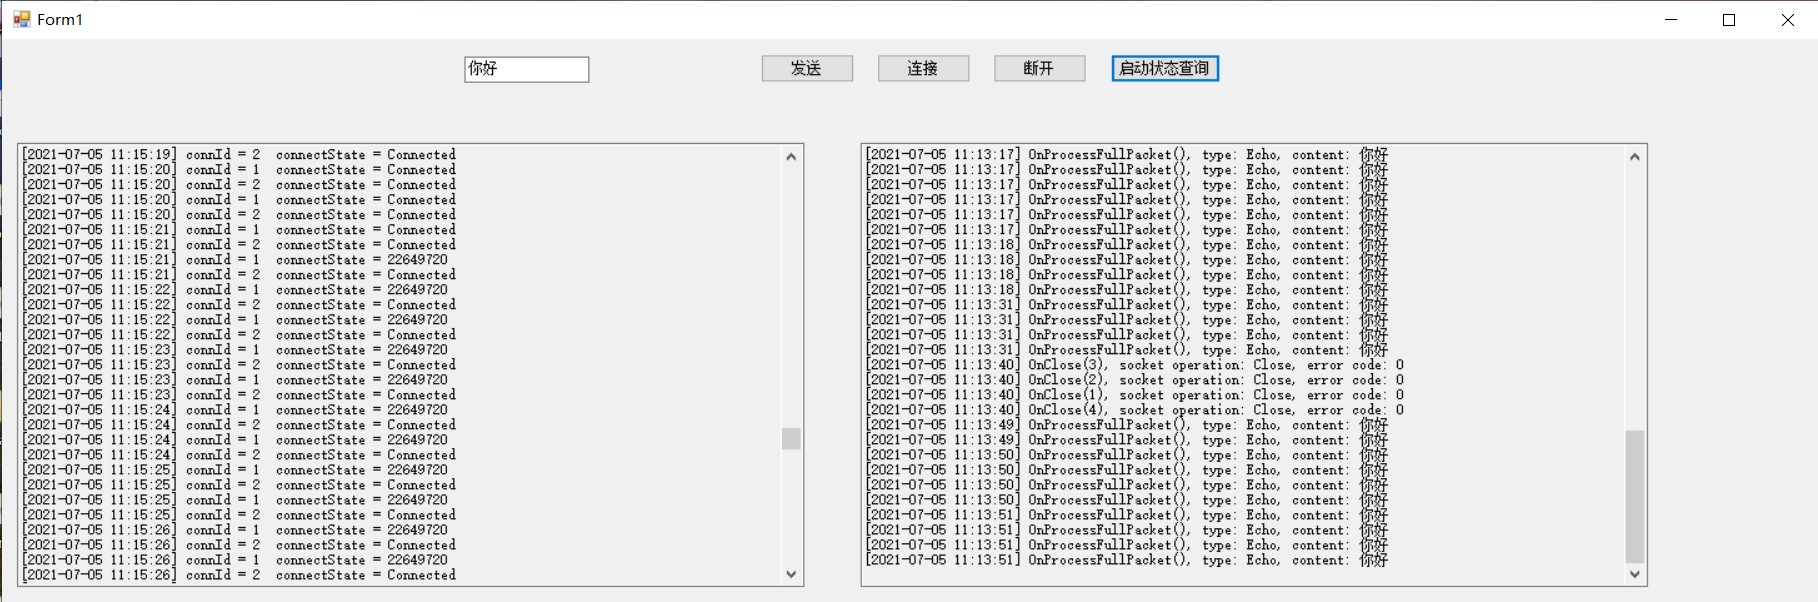 Form1
你好
发送 连接 断开 启动状态查询
[2021-07-05 11:15:19] connId = 2 connectState = Connected
[2021-07-05 11:15:20] connId = 1 connectState = Connected
[2021-07-05 11:15:20] connId = 2 connectState = Connected
[2021-07-05 11:15:20] connId = 1 connectState = Connected
[2021-07-05 11:15:20] connId = 2 connectState = Connected
[2021-07-05 11:15:21] connId = 1 connectState = Connected
[2021-07-05 11:15:21] connId = 2 connectState = Connected
[2021-07-05 11:15:21] connId = 1 connectState = 22649720
[2021-07-05 11:15:21] connId = 2 connectState = Connected
[2021-07-05 11:15:22] connId = 1 connectState = 22649720
[2021-07-05 11:15:22] connId = 2 connectState = Connected
[2021-07-05 11:15:22] connId = 1 connectState = 22649720
[2021-07-05 11:15:22] connId = 2 connectState = Connected
[2021-07-05 11:15:23] connId = 1 connectState = 22649720
[2021-07-05 11:15:23] connId = 2 connectState = Connected
[2021-07-05 11:15:23] connId = 1 connectState = 22649720
[2021-07-05 11:15:23] connId = 2 connectState = Connected
[2021-07-05 11:15:24] connId = 1 connectState = 22649720
[2021-07-05 11:15:24] connId = 2 connectState = Connected
[2021-07-05 11:15:24] connId = 1 connectState = 22649720
[2021-07-05 11:15:24] connId = 2 connectState = Connected
[2021-07-05 11:15:25] connId = 1 connectState = 22649720
[2021-07-05 11:15:25] connId = 2 connectState = Connected
[2021-07-05 11:15:25] connId = 1 connectState = 22649720
[2021-07-05 11:15:25] connId = 2 connectState = Connected
[2021-07-05 11:15:26] connId = 1 connectState = 22649720
[2021-07-05 11:15:26] connId = 2 connectState = Connected
[2021-07-05 11:15:26] connId = 1 connectState = 22649720
[2021-07-05 11:15:26] connId = 2 connectState = Connected
[2021-07-05 11:13:17] OnProcessFullPacket(), type: Echo, content: 你好
[2021-07-05 11:13:17] OnProcessFullPacket(), type: Echo, content: 你好
[2021-07-05 11:13:17] OnProcessFullPacket(), type: Echo, content: 你好
[2021-07-05 11:13:17] OnProcessFullPacket(), type: Echo, content: 你好
[2021-07-05 11:13:17] OnProcessFullPacket(), type: Echo, content: 你好
[2021-07-05 11:13:17] OnProcessFullPacket(), type: Echo, content: 你好
[2021-07-05 11:13:18] OnProcessFullPacket(), type: Echo, content: 你好
[2021-07-05 11:13:18] OnProcessFullPacket(), type: Echo, content: 你好
[2021-07-05 11:13:18] OnProcessFullPacket(), type: Echo, content: 你好
[2021-07-05 11:13:18] OnProcessFullPacket(), type: Echo, content: 你好
[2021-07-05 11:13:31] OnProcessFullPacket(), type: Echo, content: 你好
[2021-07-05 11:13:31] OnProcessFullPacket(), type: Echo, content: 你好
[2021-07-05 11:13:31] OnProcessFullPacket(), type: Echo, content: 你好
[2021-07-05 11:13:31] OnProcessFullPacket(), type: Echo, content: 你好
[2021-07-05 11:13:40] OnClose(3), socket operation: Close, error code: 0
[2021-07-05 11:13:40] OnClose(2), socket operation: Close, error code: 0
[2021-07-05 11:13:40] OnClose(1), socket operation: Close, error code: 0
[2021-07-05 11:13:40] OnClose(4), socket operation: Close, error code: 0
[2021-07-05 11:13:49] OnProcessFullPacket(), type: Echo, content: 你好
[2021-07-05 11:13:49] OnProcessFullPacket(), type: Echo, content: 你好
[2021-07-05 11:13:50] OnProcessFullPacket(), type: Echo, content: 你好
[2021-07-05 11:13:50] OnProcessFullPacket(), type: Echo, content: 你好
[2021-07-05 11:13:50] OnProcessFullPacket(), type: Echo, content: 你好
[2021-07-05 11:13:50] OnProcessFullPacket(), type: Echo, content: 你好
[2021-07-05 11:13:51] OnProcessFullPacket(), type: Echo, content: 你好
[2021-07-05 11:13:51] OnProcessFullPacket(), type: Echo, content: 你好
[2021-07-05 11:13:51] OnProcessFullPacket(), type: Echo, content: 你好
[2021-07-05 11:13:51] OnProcessFullPacket(), type: Echo, content: 你好